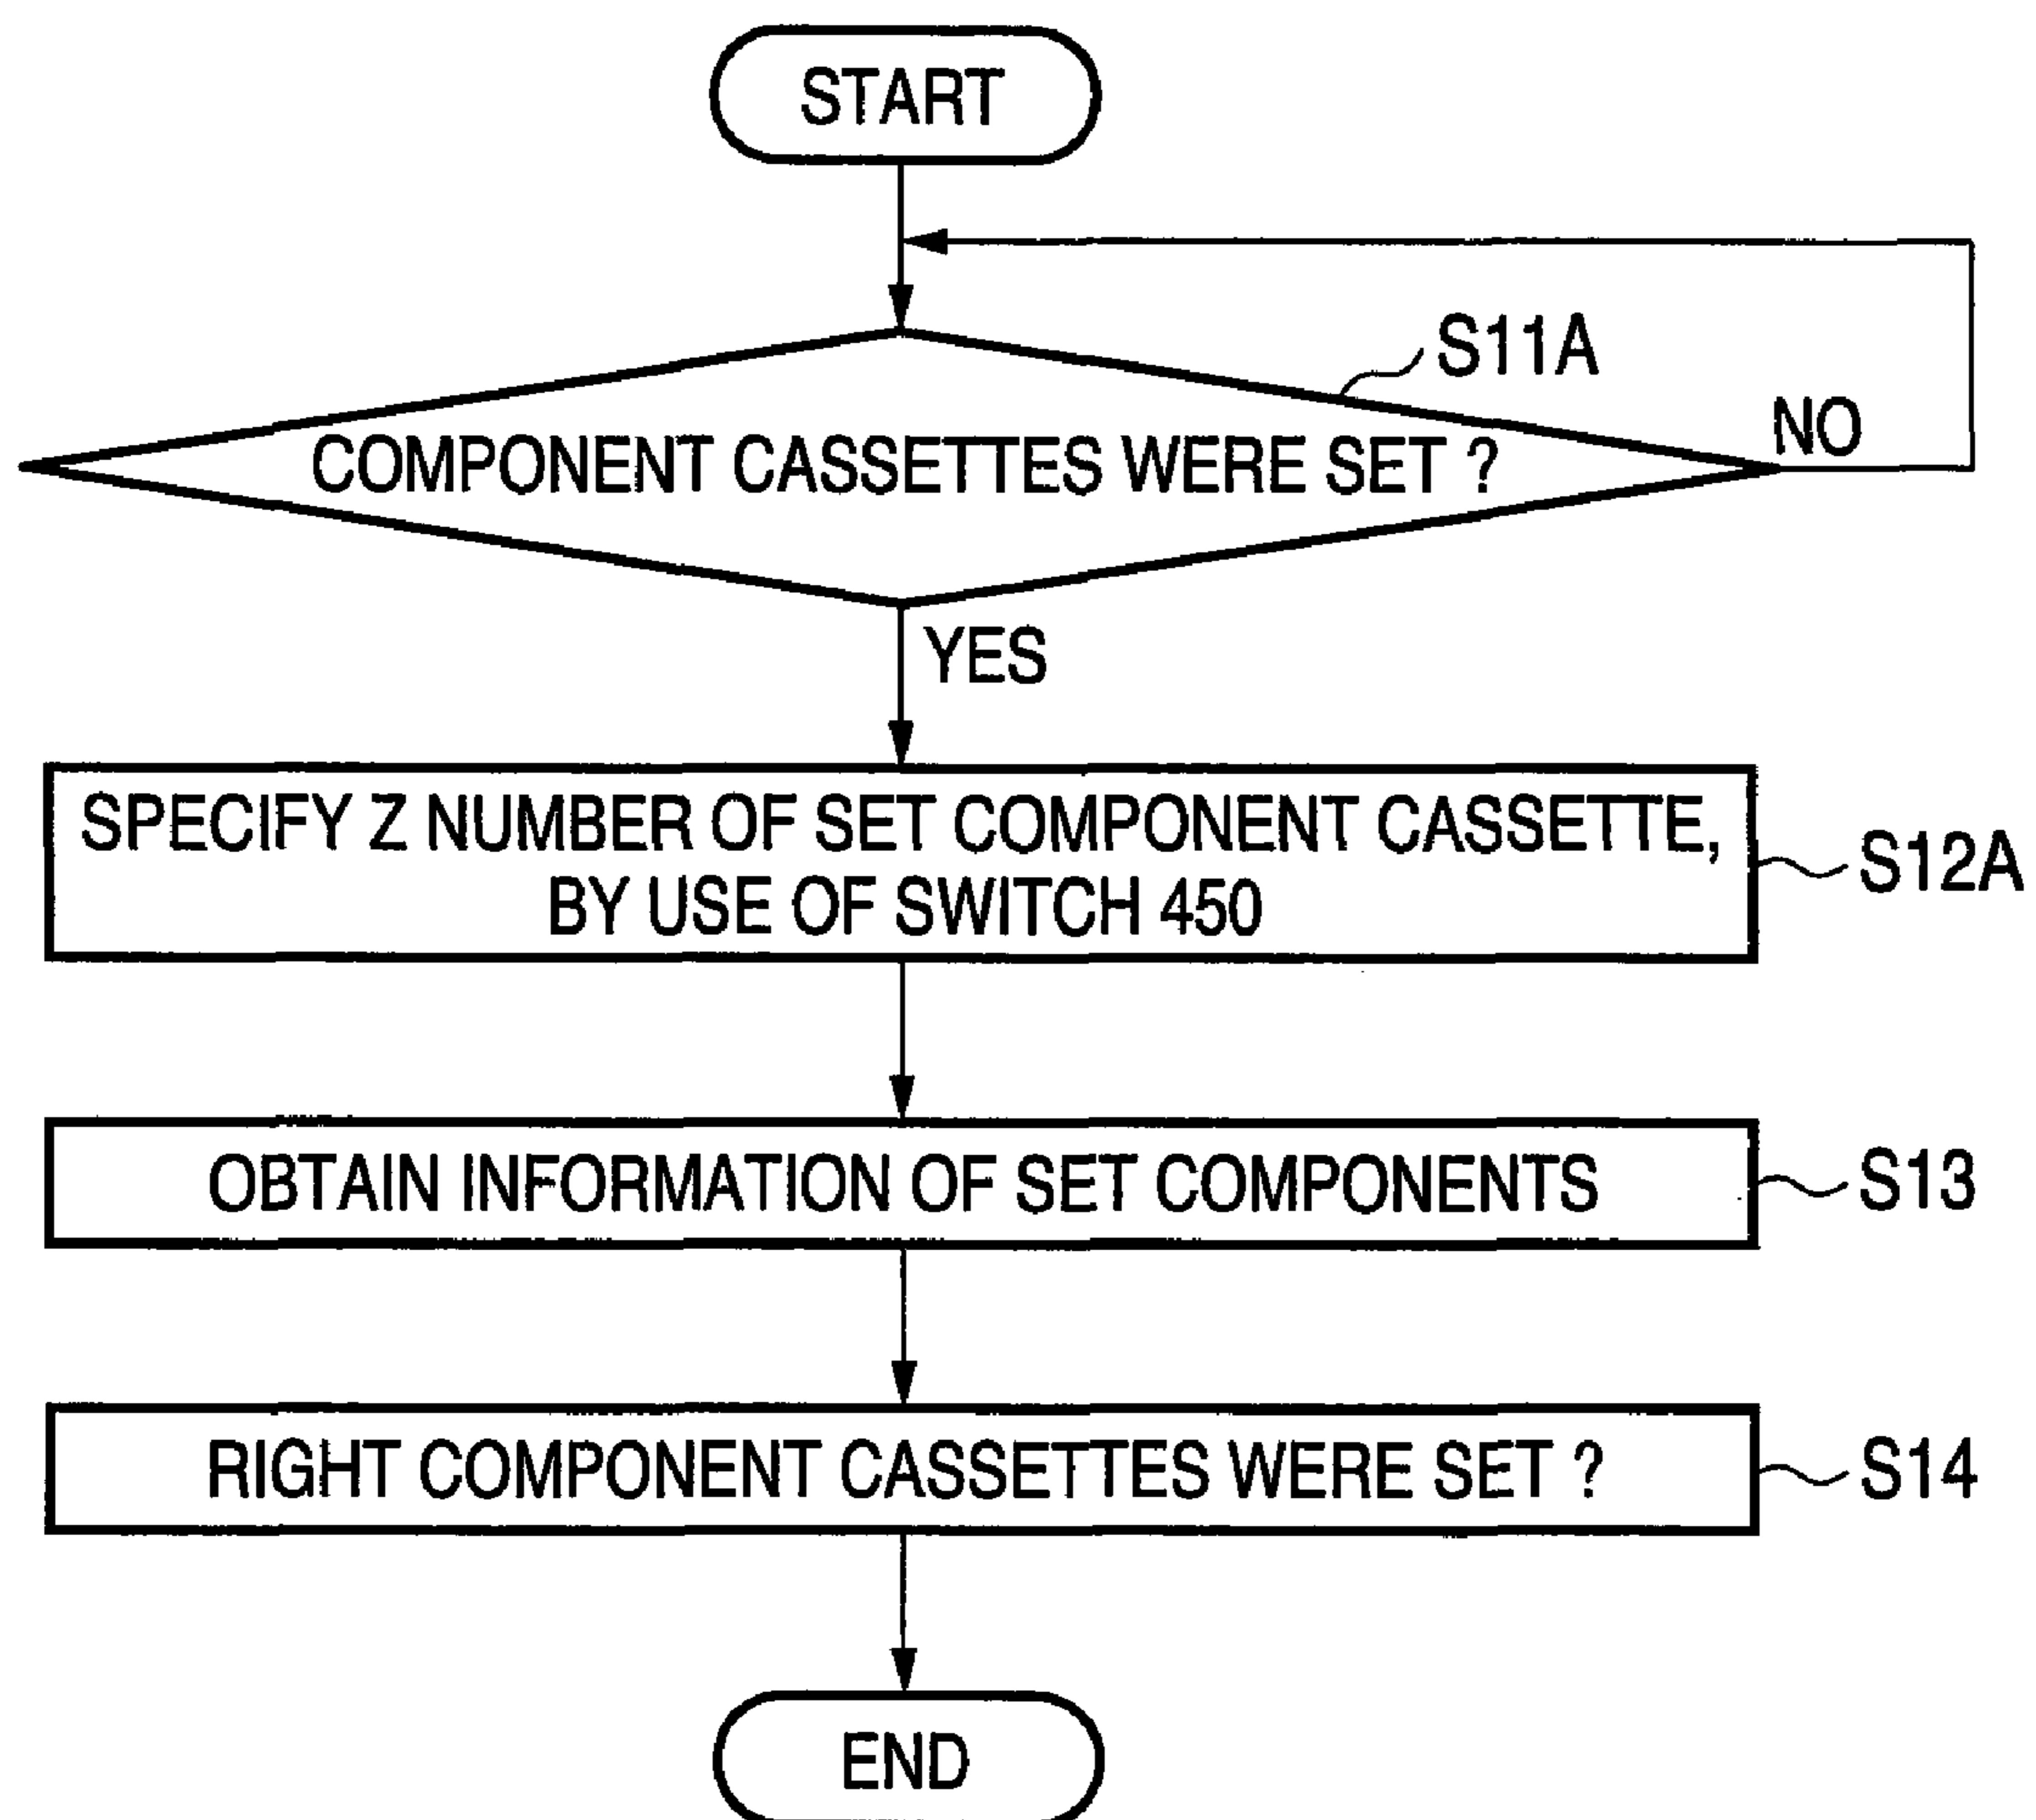 START
S11A
NO
COMPONENT CASSETTES WERE SET ?
YES
SPECIFY Z NUMBER OF SET COMPONENT CASSETTE,
BY USE OF SWITCH 450
S12A
OBTAIN INFORMATION OF SET COMPONENTS
S13
RIGHT COMPONENT CASSETTES WERE SET ?
S14
END